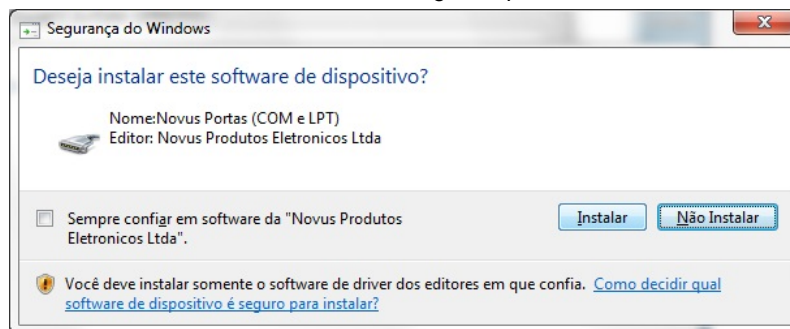 Segurança do Windows
Deseja instalar este software de dispositivo?
Nome:Novus Portas (COM e LPT)
Editor: Novus Produtos Eletronicos Ltda
Sempre confiar em software da "Novus Produtos
Eletronicos Ltda".
Instalar
Não Instalar
Você deve instalar somente o software de driver dos editores em que confia. Como decidir qual
software de dispositivo é seguro para instalar?